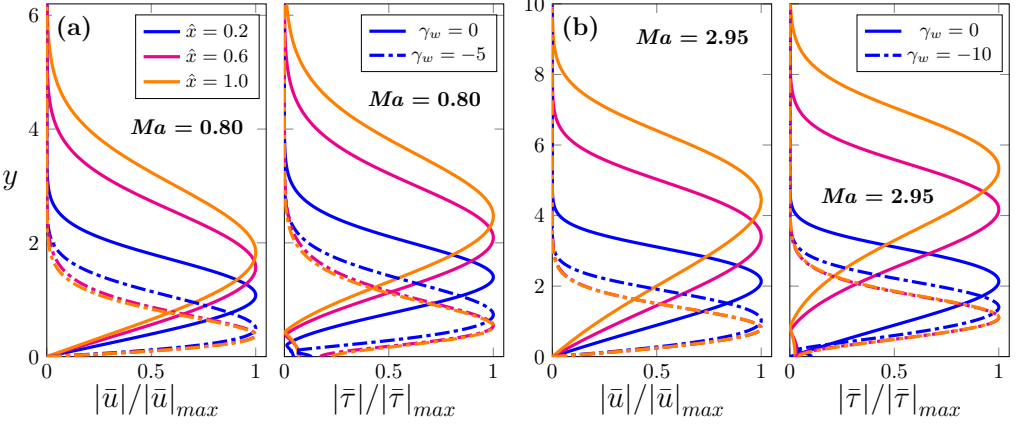 (a)
x̂ = 0.2
x̂ = 0.6
x̂ = 1.0
Ma = 0.80
y
6
4
2
0
0 0.5 1
|ū|/|ū|max
γw = 0
γw = −5
Ma = 0.80
0 0.5 1
|τ̄|/|τ̄|max
(b)
Ma = 2.95
10
8
6
4
2
0
0 0.5 1
|ū|/|ū|max
γw = 0
γw = −10
Ma = 2.95
0 0.5 1
|τ̄|/|τ̄|max